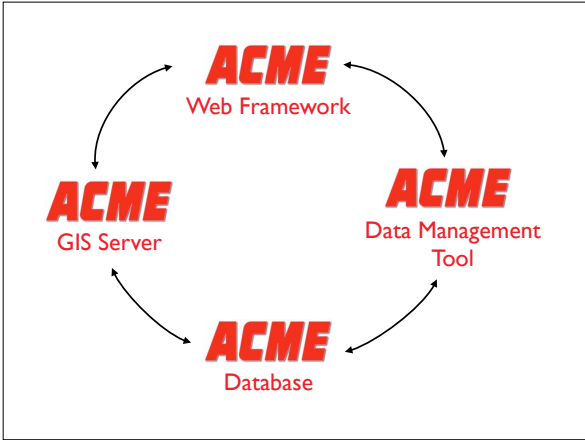 ACME
Web Framework
ACME
GIS Server
ACME
Data Management
Tool
ACME
Database